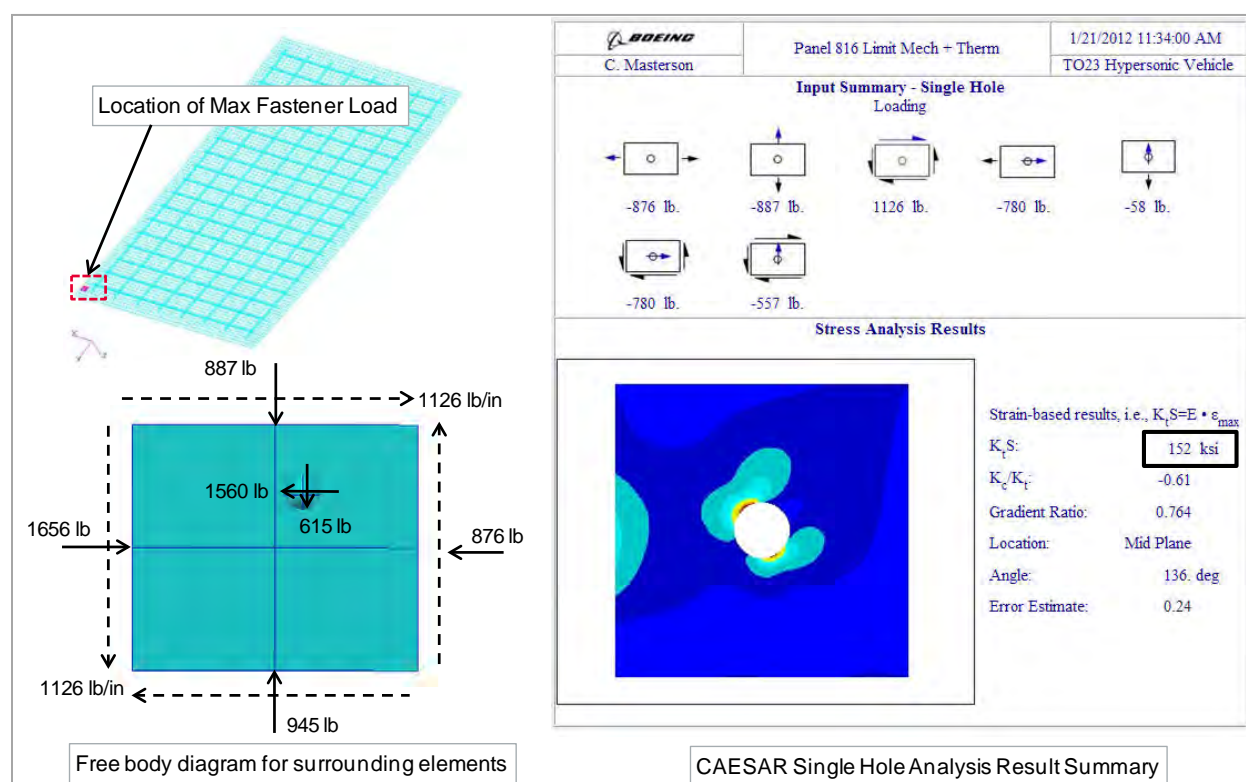 Location of Max Fastener Load
X
Y
Z
887 lb
1126 lb/in
1560 lb
615 lb
1656 lb
876 lb
1126 lb/in
945 lb
Free body diagram for surrounding elements
BOEING
C. Masterson
Panel 816 Limit Mech + Therm
1/21/2012 11:34:00 AM
TO23 Hypersonic Vehicle
Input Summary - Single Hole
Loading
-876 lb.
-887 lb.
1126 lb.
-780 lb.
-58 lb.
-780 lb.
-557 lb.
Stress Analysis Results
Strain-based results, i.e., KtS=E • εmax
KtS: 152 ksi
Kc/Kt: -0.61
Gradient Ratio: 0.764
Location: Mid Plane
Angle: 136. deg
Error Estimate: 0.24
CAESAR Single Hole Analysis Result Summary